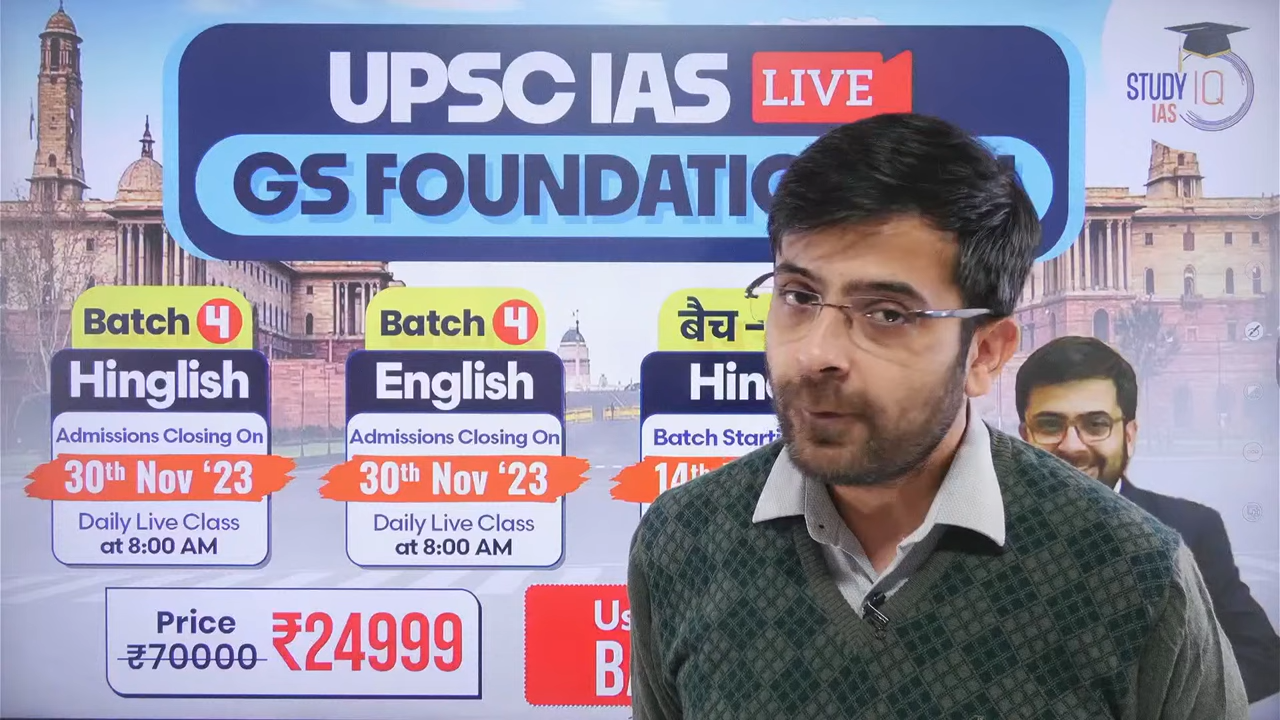 UPSC IAS LIVE
GS FOUNDATIO
STUDY IQ
IAS
Batch 4
Hinglish
Admissions Closing On
30th Nov '23
Daily Live Class
at 8:00 AM
Batch 4
English
Admissions Closing On
30th Nov '23
Daily Live Class
at 8:00 AM
बैच -
Hin
Batch Starti
14th
Price
₹70000 ₹24999
Us